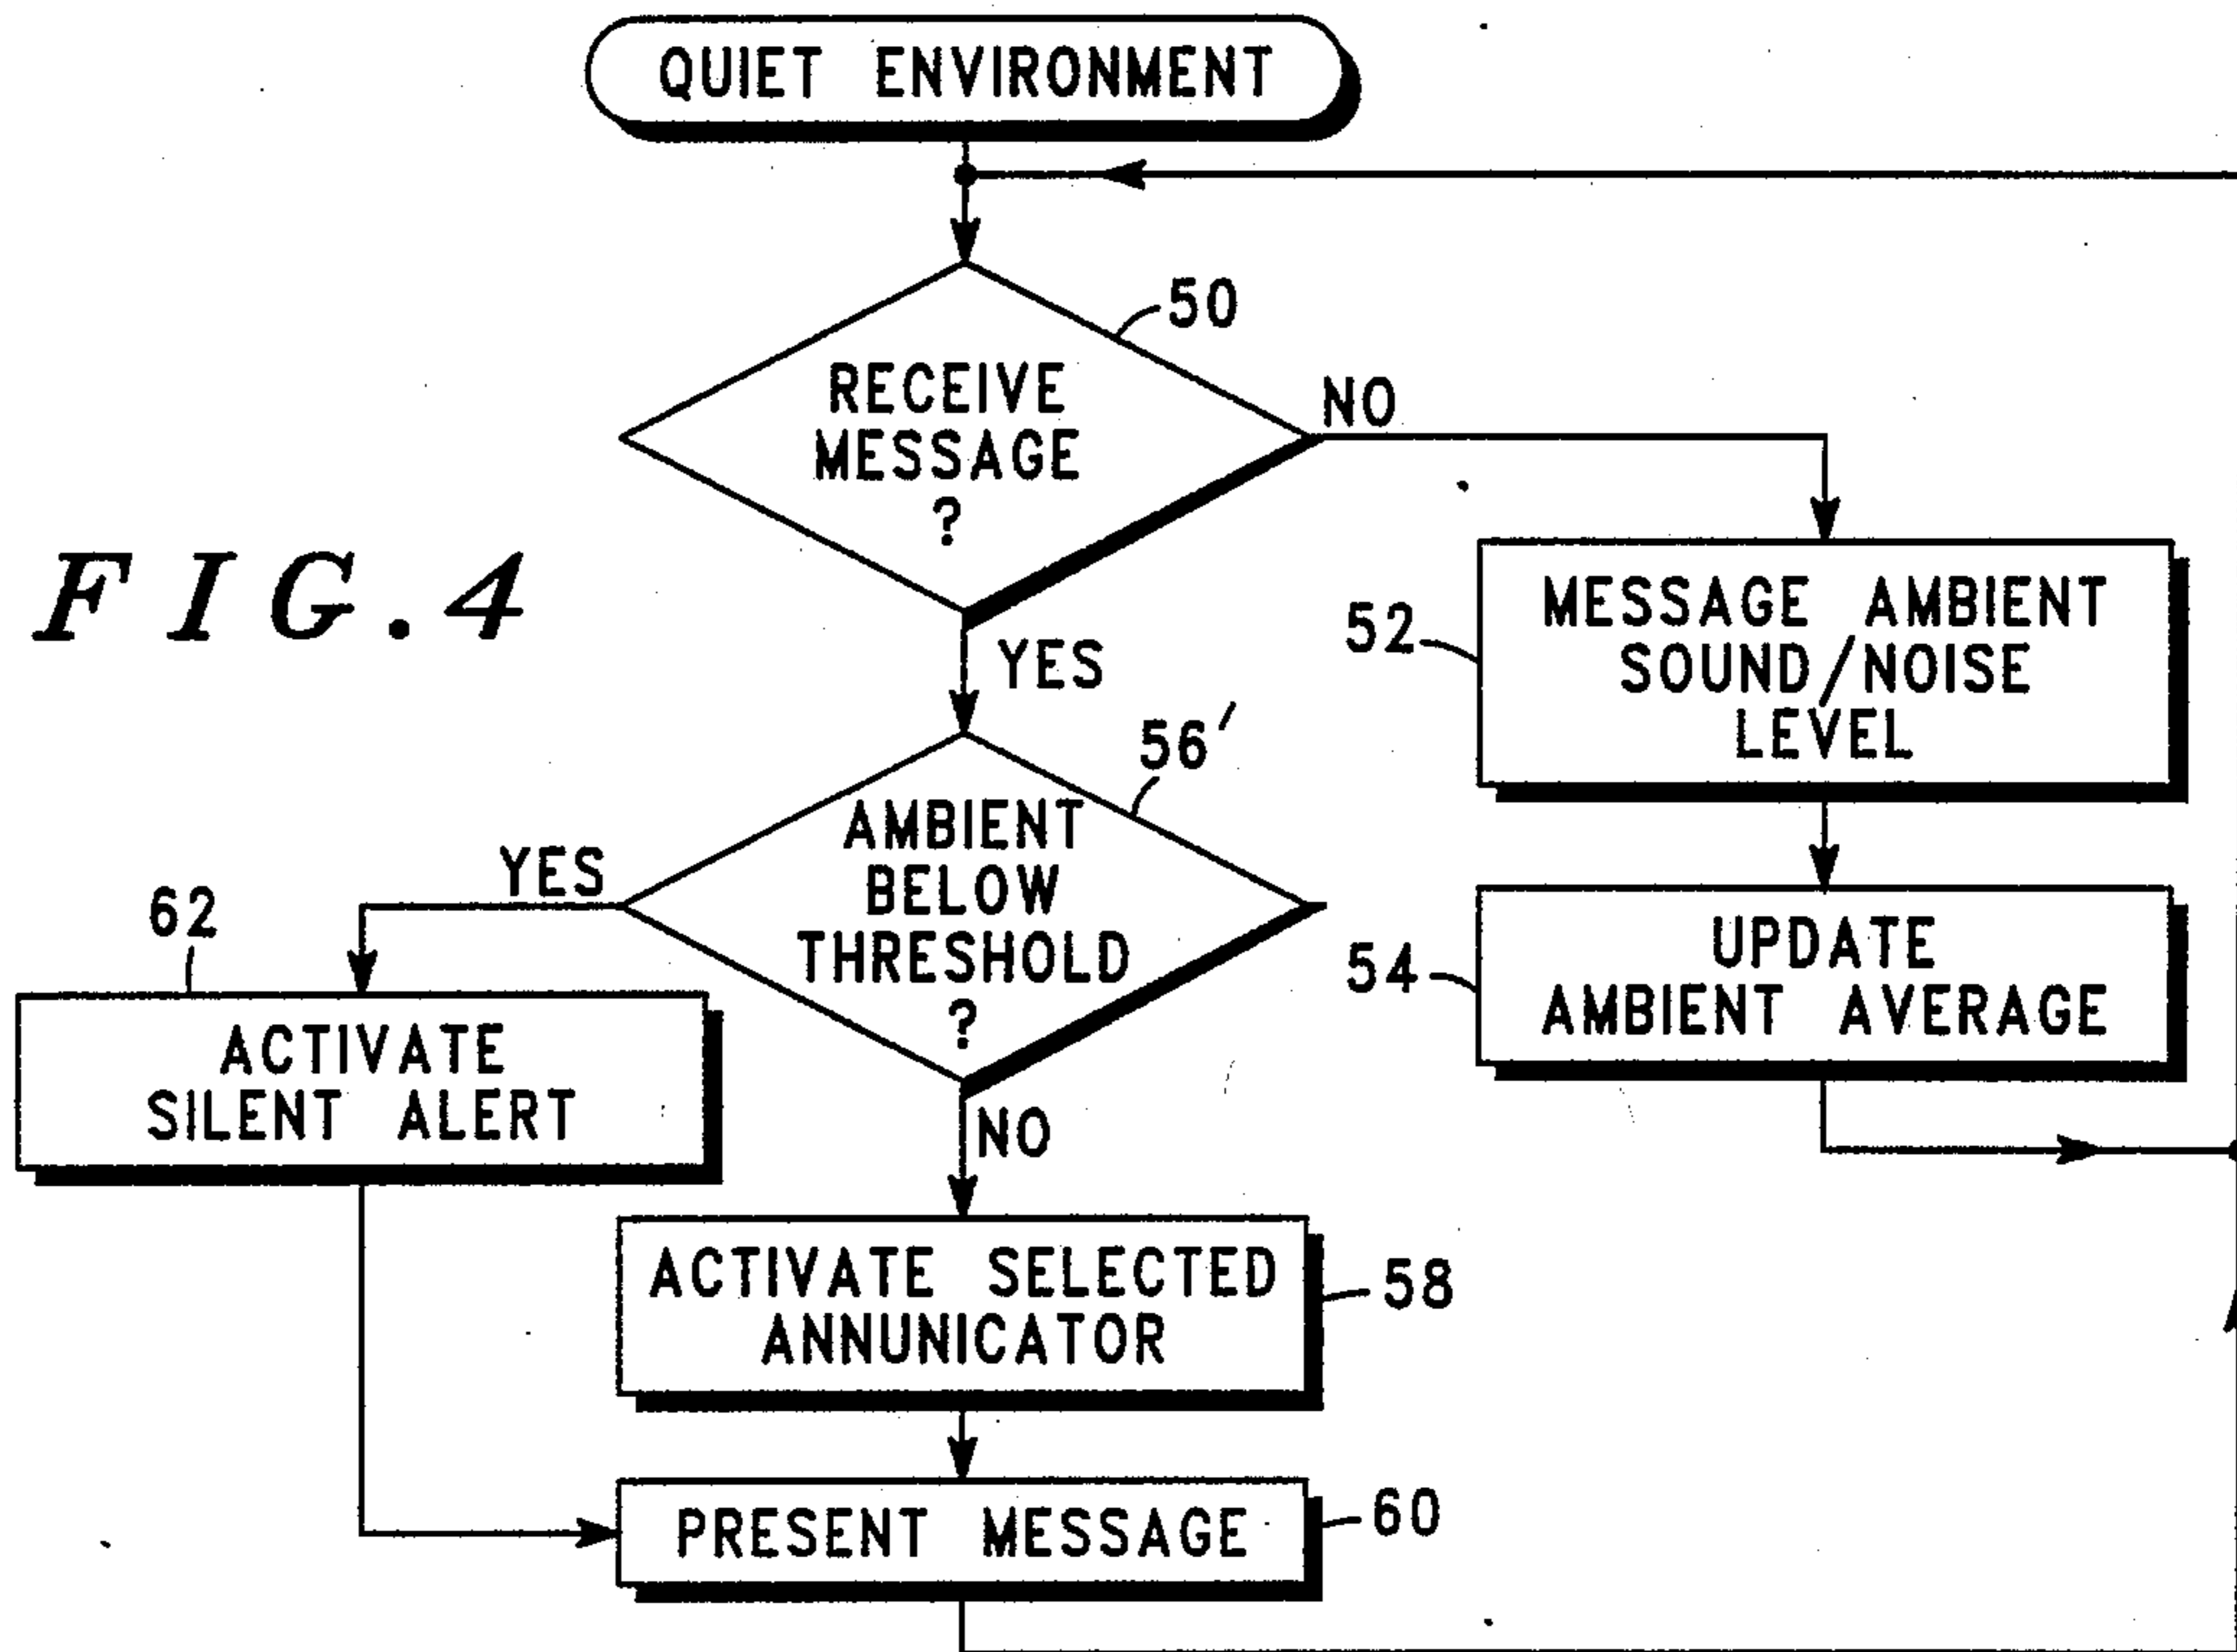 QUIET ENVIRONMENT
50
RECEIVE
MESSAGE
?
NO
YES
FIG.4
52
MESSAGE AMBIENT
SOUND/NOISE
LEVEL
56'
AMBIENT
BELOW
THRESHOLD
?
YES
NO
62
ACTIVATE
SILENT ALERT
54
UPDATE
AMBIENT AVERAGE
ACTIVATE SELECTED
ANNUNICATOR
58
PRESENT MESSAGE
60